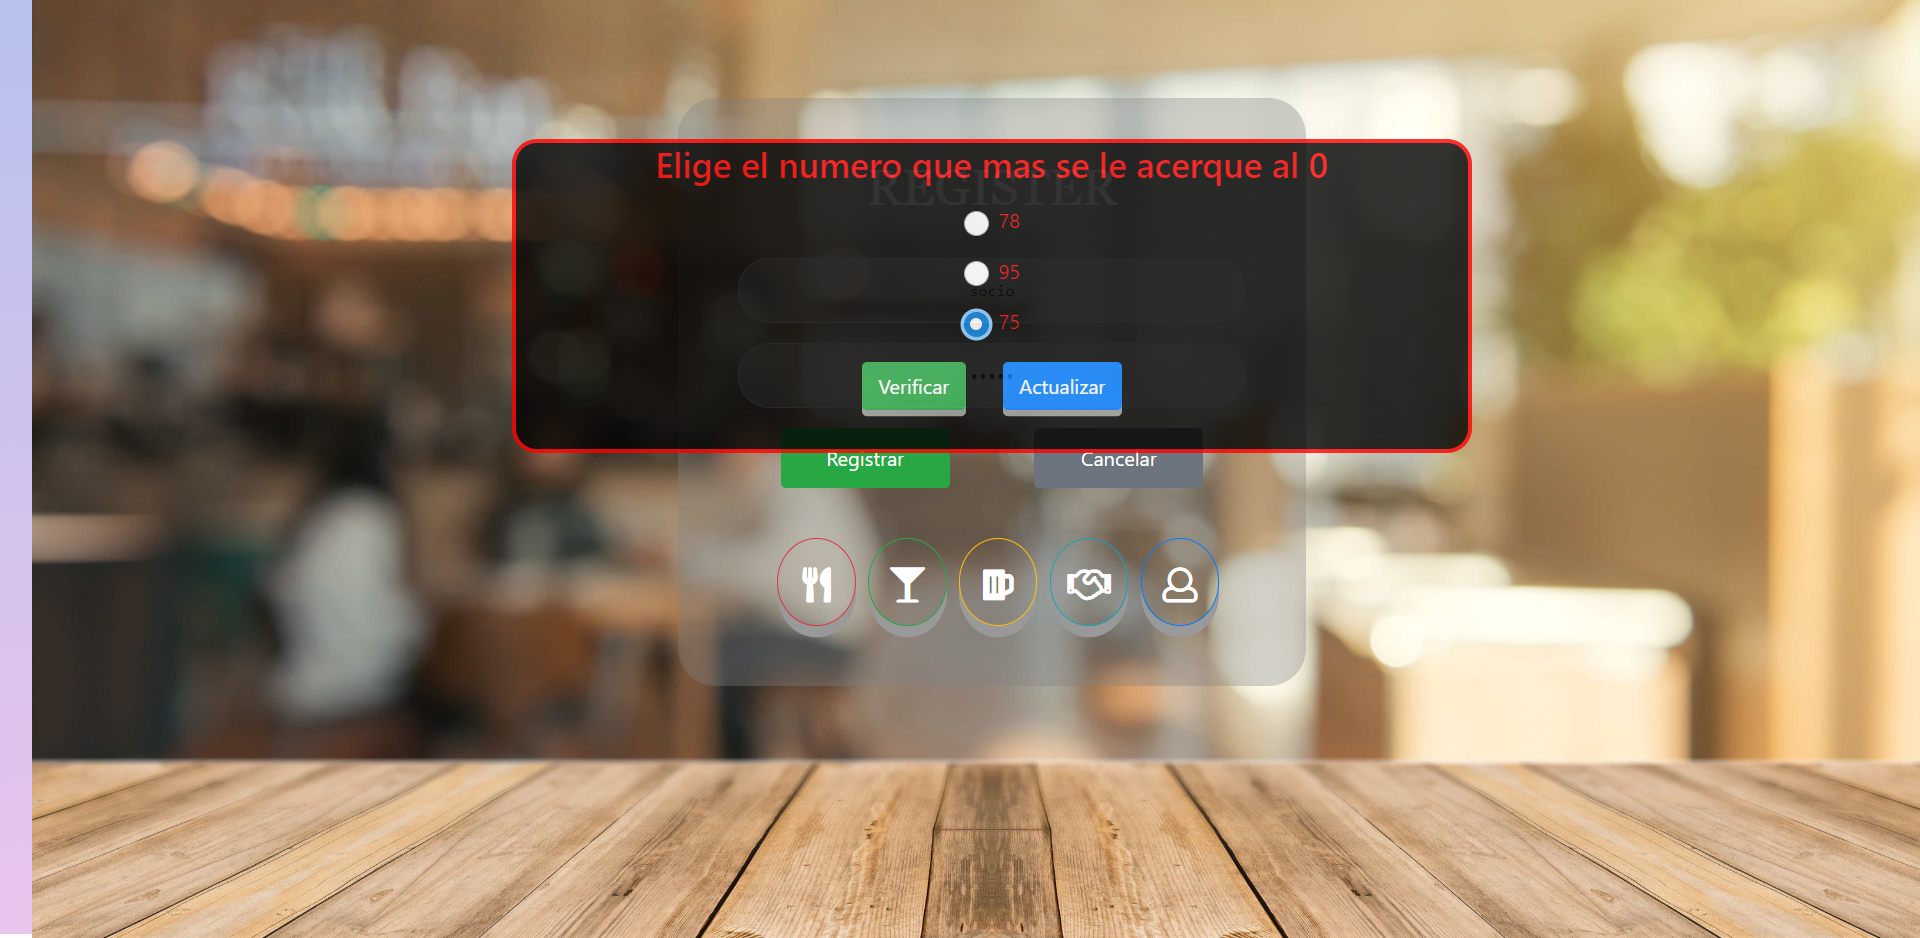 Elige el numero que mas se le acerque al 0
REGISTER
78
95
socio
75
Verificar
Actualizar
Registrar
Cancelar